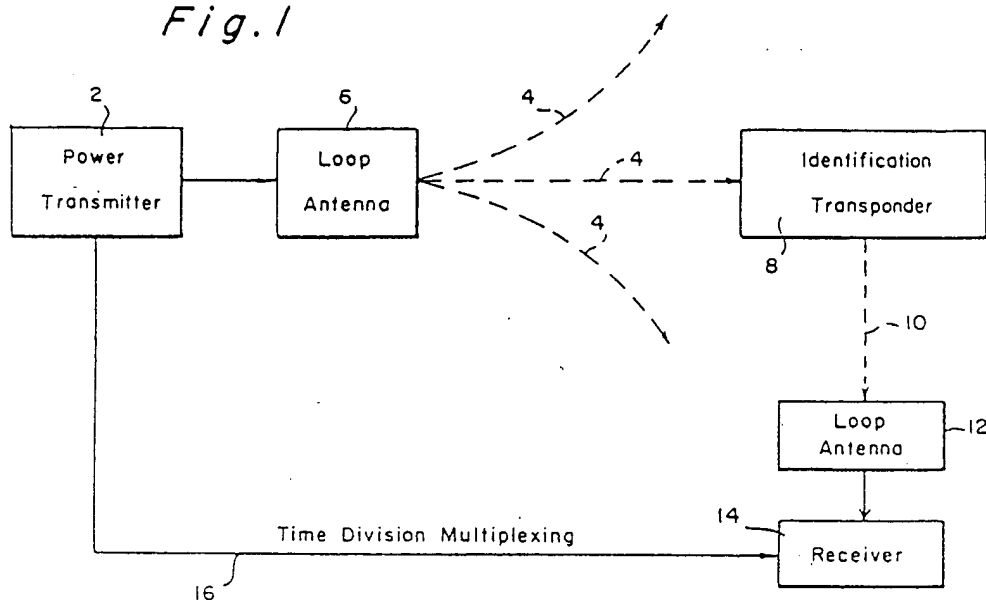 Fig. 1
2
Power
Transmitter
6
Loop
Antenna
4
4
4
Identification
Transponder
8
10
Loop
Antenna
12
14
Receiver
Time Division Multiplexing
16